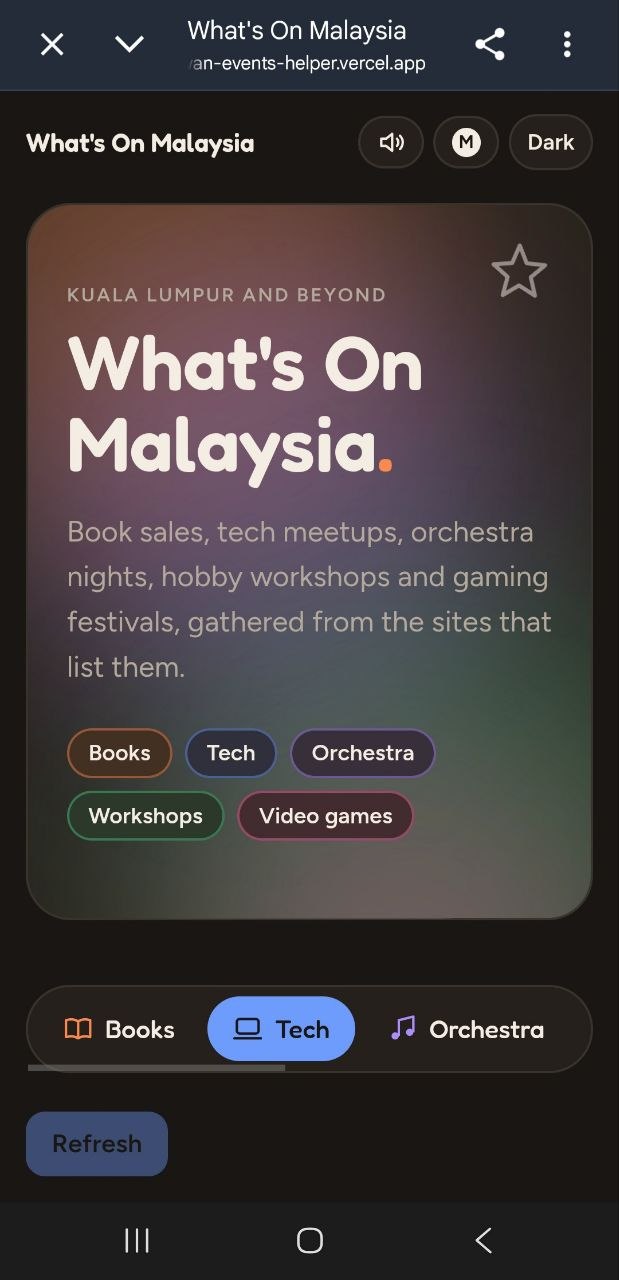 What's On Malaysia
an-events-helper.vercel.app
What's On Malaysia
M
Dark
KUALA LUMPUR AND BEYOND
What's On
Malaysia.
Book sales, tech meetups, orchestra
nights, hobby workshops and gaming
festivals, gathered from the sites that
list them.
Books
Tech
Orchestra
Workshops
Video games
Books
Tech
Orchestra
Refresh